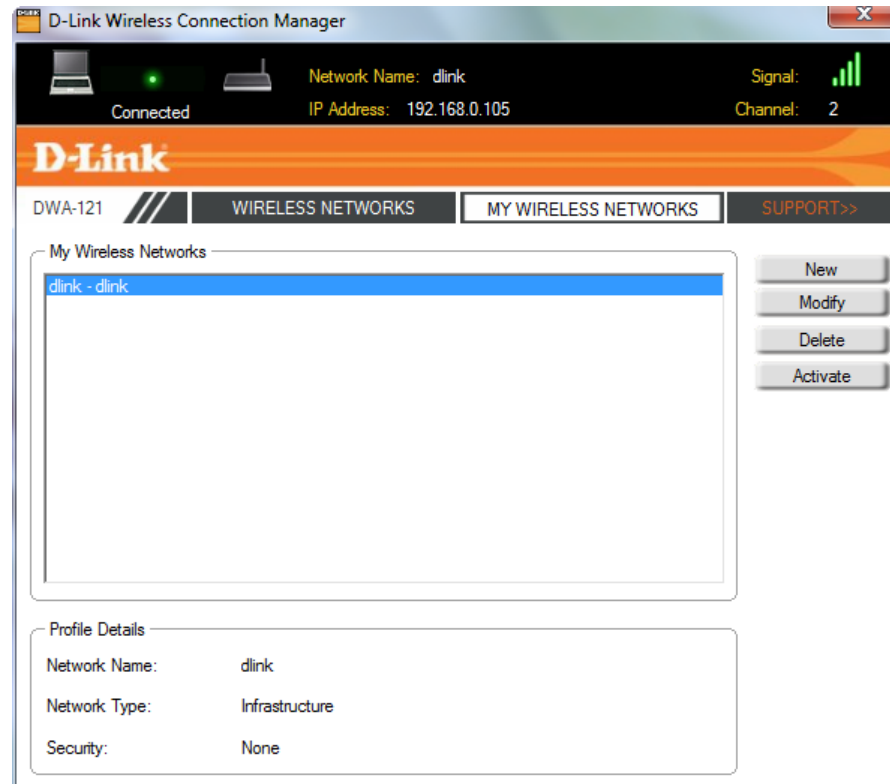 D-Link Wireless Connection Manager
Network Name: dlink
Signal:
Connected
IP Address: 192.168.0.105
Channel: 2
D-Link
DWA-121
WIRELESS NETWORKS
MY WIRELESS NETWORKS
SUPPORT>>
My Wireless Networks
dlink - dlink
New
Modify
Delete
Activate
Profile Details
Network Name: dlink
Network Type: Infrastructure
Security: None